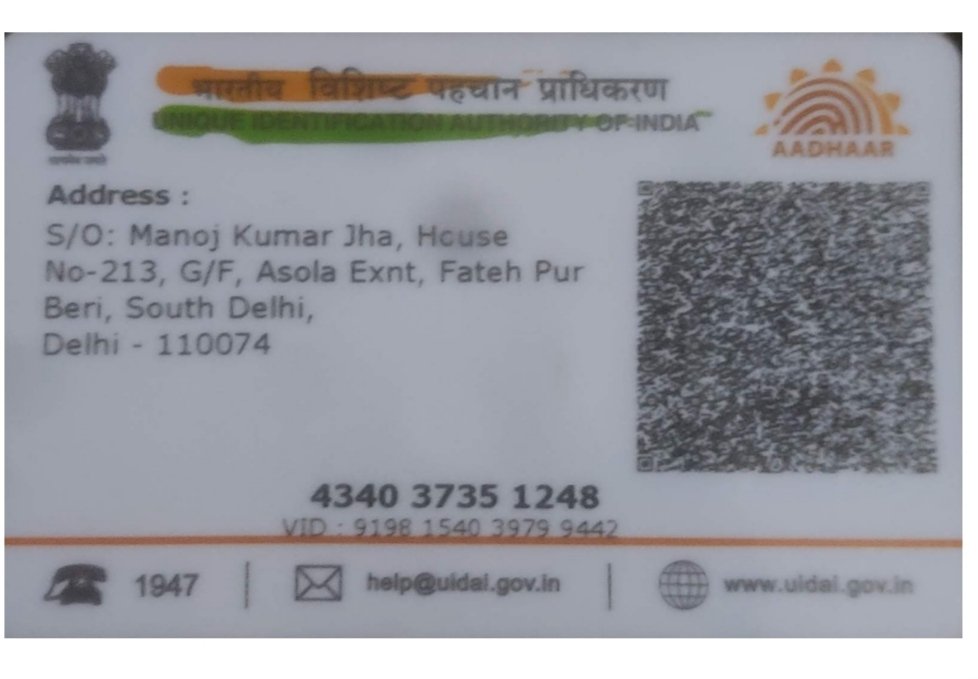 भारतीय विशिष्ट पहचान प्राधिकरण
UNIQUE IDENTIFICATION AUTHORITY OF INDIA
AADHAAR
Address :
S/O: Manoj Kumar Jha, House
No-213, G/F, Asola Exnt, Fateh Pur
Beri, South Delhi,
Delhi - 110074
4340 3735 1248
VID : 9198 1540 3979 9442
1947
help@uidai.gov.in
www.uidai.gov.in